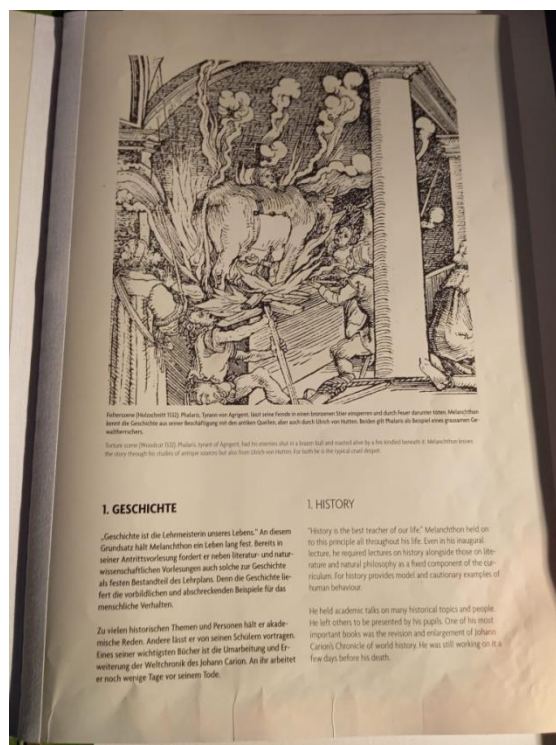 Folterszene (Holzschnitt 1532). Phalaris, Tyrann von Agrigent, lässt seine Feinde in einen bronzenen Stier einsperren und durch Feuer darunter töten. Melanchthon
kennt die Geschichte aus seiner Beschäftigung mit den antiken Quellen, aber auch durch Ulrich von Hutten. Beiden gilt Phalaris als Beispiel eines grausamen Ge-
waltherrschers.
Torture scene (Woodcut 1532). Phalaris, tyrant of Agrigent, had his enemies shut in a brazen bull and roasted alive by a fire kindled beneath it. Melanchthon knows
the story through his studies of antique sources but also from Ulrich von Hutten. For both he is the typical cruel despot.
1. GESCHICHTE
„Geschichte ist die Lehrmeisterin unseres Lebens." An diesem
Grundsatz hält Melanchthon ein Leben lang fest. Bereits in
seiner Antrittsvorlesung fordert er neben literatur- und natur-
wissenschaftlichen Vorlesungen auch solche zur Geschichte
als festen Bestandteil des Lehrplans. Denn die Geschichte lie-
fert die vorbildlichen und abschreckenden Beispiele für das
menschliche Verhalten.
Zu vielen historischen Themen und Personen hält er akade-
mische Reden. Andere lässt er von seinen Schülern vortragen.
Eines seiner wichtigsten Bücher ist die Umarbeitung und Er-
weiterung der Weltchronik des Johann Carion. An ihr arbeitet
er noch wenige Tage vor seinem Tode.
1. HISTORY
"History is the best teacher of our life." Melanchthon held on
to this principle all throughout his life. Even in his inaugural
lecture, he required lectures on history alongside those on lite-
rature and natural philosophy as a fixed component of the cur-
riculum. For history provides model and cautionary examples of
human behaviour.
He held academic talks on many historical topics and people.
He left others to be presented by his pupils. One of his most
important books was the revision and enlargement of Johann
Carion's Chronicle of world history. He was still working on it a
few days before his death.